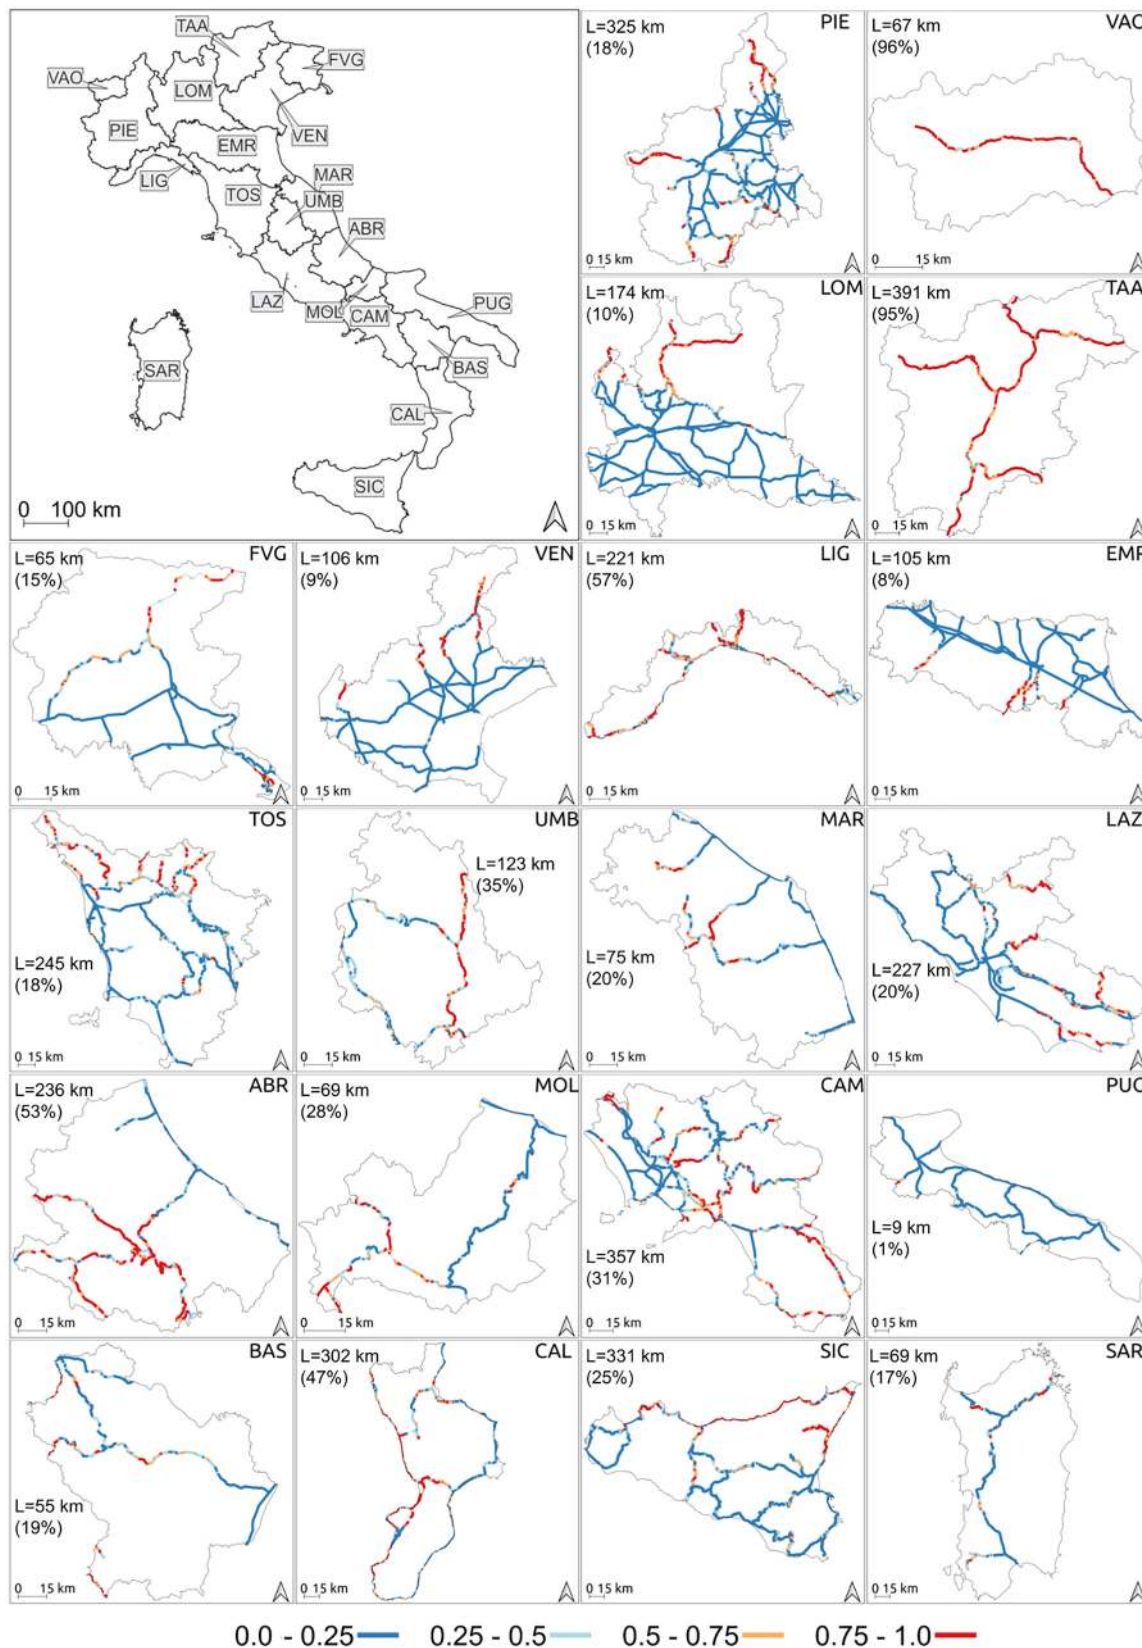 TAA
FVG
VAO
LOM
VEN
PIE
EMR
LIG
TOS
MAR
UMB
ABR
LAZ
MOL
CAM
PUG
BAS
SAR
CAL
SIC
0 100 km
L=325 km
(18%)
PIE
0 15 km
L=67 km
(96%)
VAO
0 15 km
L=174 km
(10%)
LOM
0 15 km
L=391 km
(95%)
TAA
0 15 km
L=65 km
(15%)
FVG
0 15 km
L=106 km
(9%)
VEN
0 15 km
L=221 km
(57%)
LIG
0 15 km
L=105 km
(8%)
EMR
0 15 km
TOS
L=245 km
(18%)
0 15 km
UMB
L=123 km
(35%)
0 15 km
MAR
L=75 km
(20%)
0 15 km
LAZ
L=227 km
(20%)
0 15 km
L=236 km
(53%)
ABR
0 15 km
L=69 km
(28%)
MOL
0 15 km
CAM
L=357 km
(31%)
0 15 km
PUG
L=9 km
(1%)
0 15 km
BAS
L=55 km
(19%)
0 15 km
L=302 km
(47%)
CAL
0 15 km
L=331 km
(25%)
SIC
0 15 km
L=69 km
(17%)
SAR
0 15 km
0.0 - 0.25 0.25 - 0.5 0.5 - 0.75 0.75 - 1.0